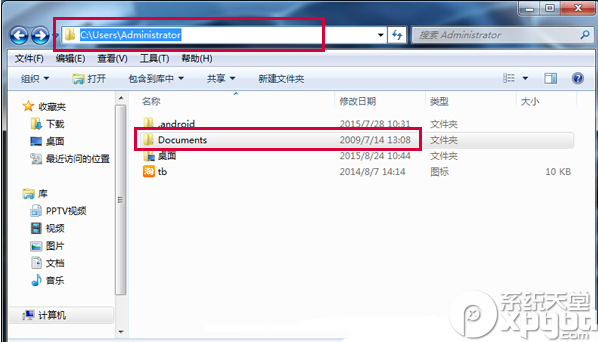 C:\Users\Administrator
搜索 Administrator
文件(F) 编辑(E) 查看(V) 工具(T) 帮助(H)
组织 打开 包含到库中 共享 新建文件夹
名称 修改日期 类型 大小
收藏夹
下载
桌面
最近访问的位置
库
PPTV视频
视频
图片
文档
音乐
计算机
.android 2015/7/28 10:31 文件夹
Documents 2009/7/14 13:08 文件夹
桌面 2015/8/24 10:44 文件夹
tb 2014/8/7 14:14 图标 10 KB
系统天堂